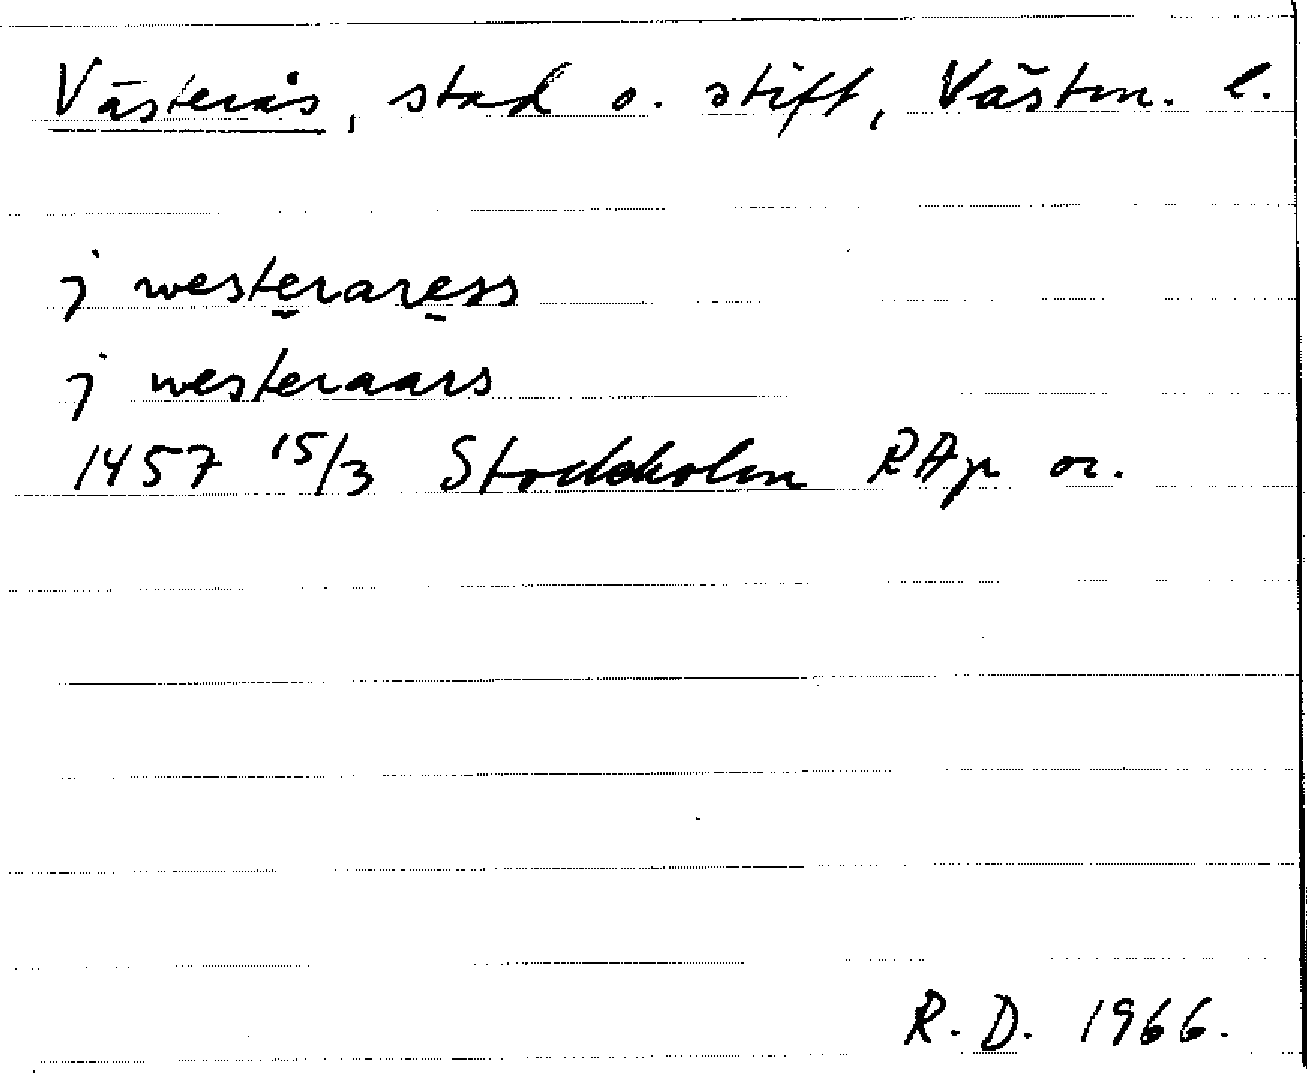 Västerås, stad o. stift, Västm. l.
j westeraress
j westeraars
1457 15/3 Stockholm RAp or.
R. D. 1966.